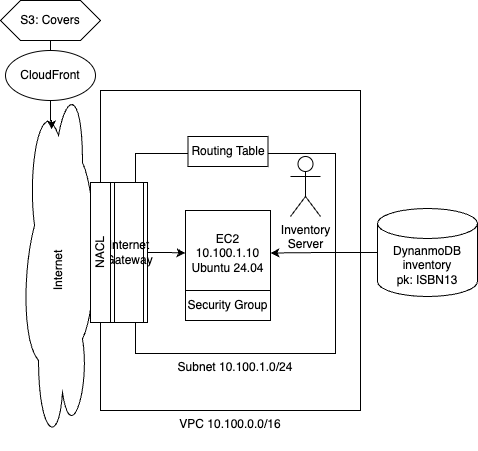 S3: Covers
CloudFront
Internet
NACL
Internet
Gateway
Routing Table
EC2
10.100.1.10
Ubuntu 24.04
Security Group
Inventory
Server
DynanmoDB
inventory
pk: ISBN13
Subnet 10.100.1.0/24
VPC 10.100.0.0/16